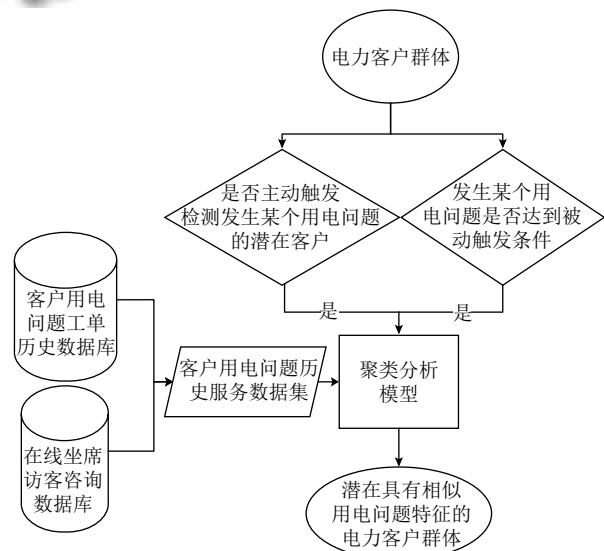 电力客户群体
是否主动触发
检测发生某个用电问题
的潜在客户
发生某个用
电问题是否达到被
动触发条件
是
是
客户用电
问题工单
历史数据库
客户用电问题历
史服务数据集
聚类分析
模型
在线坐席
访客咨询
数据库
潜在具有相似
用电问题特征的
电力客户群体